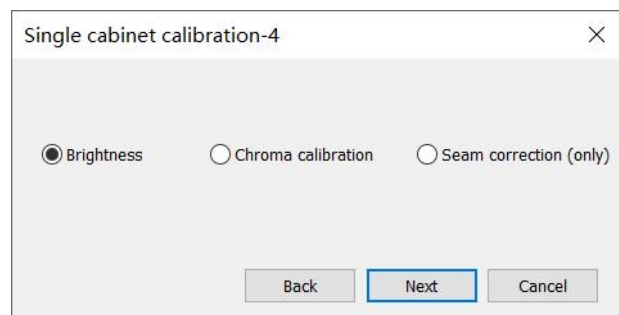 Single cabinet calibration-4
Brightness Chroma calibration Seam correction (only)
Back Next Cancel